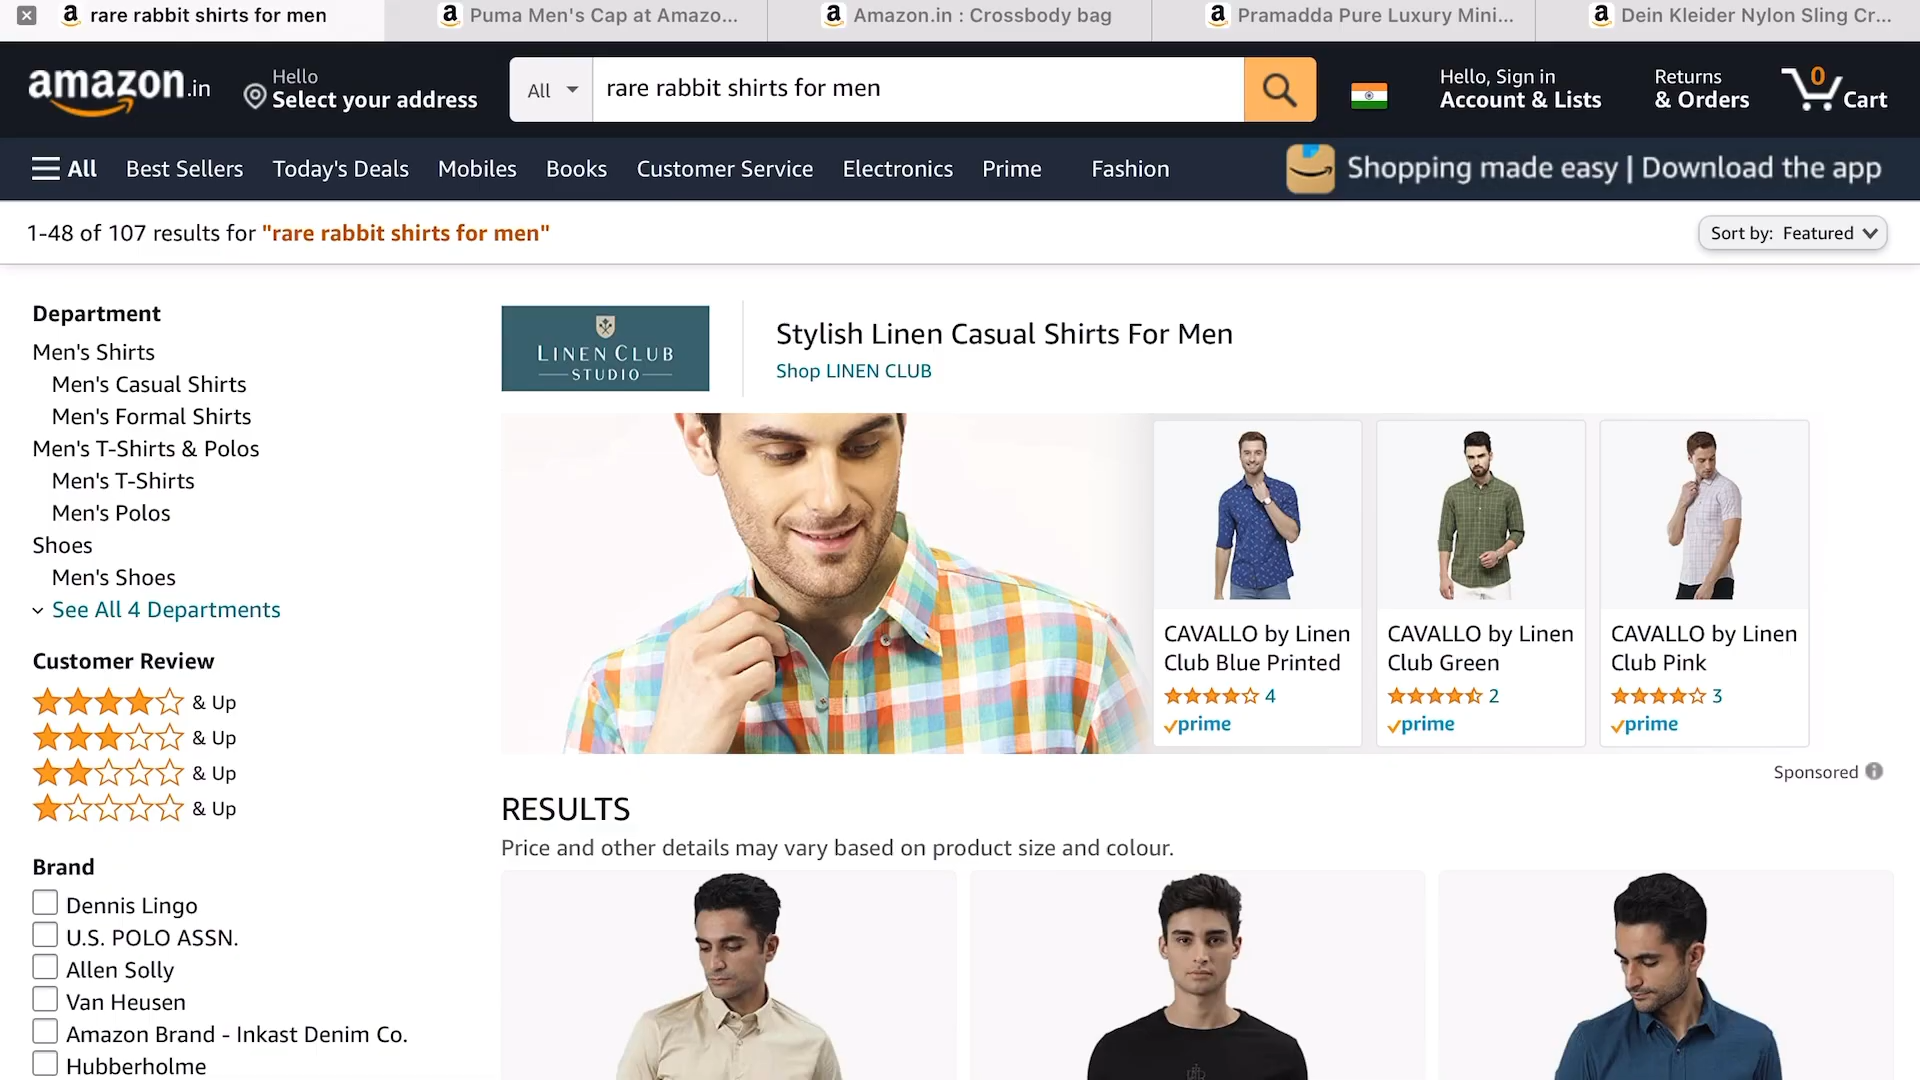 rare rabbit shirts for men
Puma Men's Cap at Amazo...
Amazon.in : Crossbody bag
Pramadda Pure Luxury Mini...
Dein Kleider Nylon Sling Cr...
amazon.in
Hello
Select your address
All
rare rabbit shirts for men
Hello, Sign in
Account & Lists
Returns
& Orders
0
Cart
All
Best Sellers
Today's Deals
Mobiles
Books
Customer Service
Electronics
Prime
Fashion
Shopping made easy | Download the app
1-48 of 107 results for "rare rabbit shirts for men"
Sort by: Featured
Department
Men's Shirts
Men's Casual Shirts
Men's Formal Shirts
Men's T-Shirts & Polos
Men's T-Shirts
Men's Polos
Shoes
Men's Shoes
See All 4 Departments
Customer Review
& Up
& Up
& Up
& Up
Brand
Dennis Lingo
U.S. POLO ASSN.
Allen Solly
Van Heusen
Amazon Brand - Inkast Denim Co.
Hubberholme
LINEN CLUB
STUDIO
Stylish Linen Casual Shirts For Men
Shop LINEN CLUB
CAVALLO by Linen
Club Blue Printed
4
prime
CAVALLO by Linen
Club Green
2
prime
CAVALLO by Linen
Club Pink
3
prime
Sponsored
RESULTS
Price and other details may vary based on product size and colour.